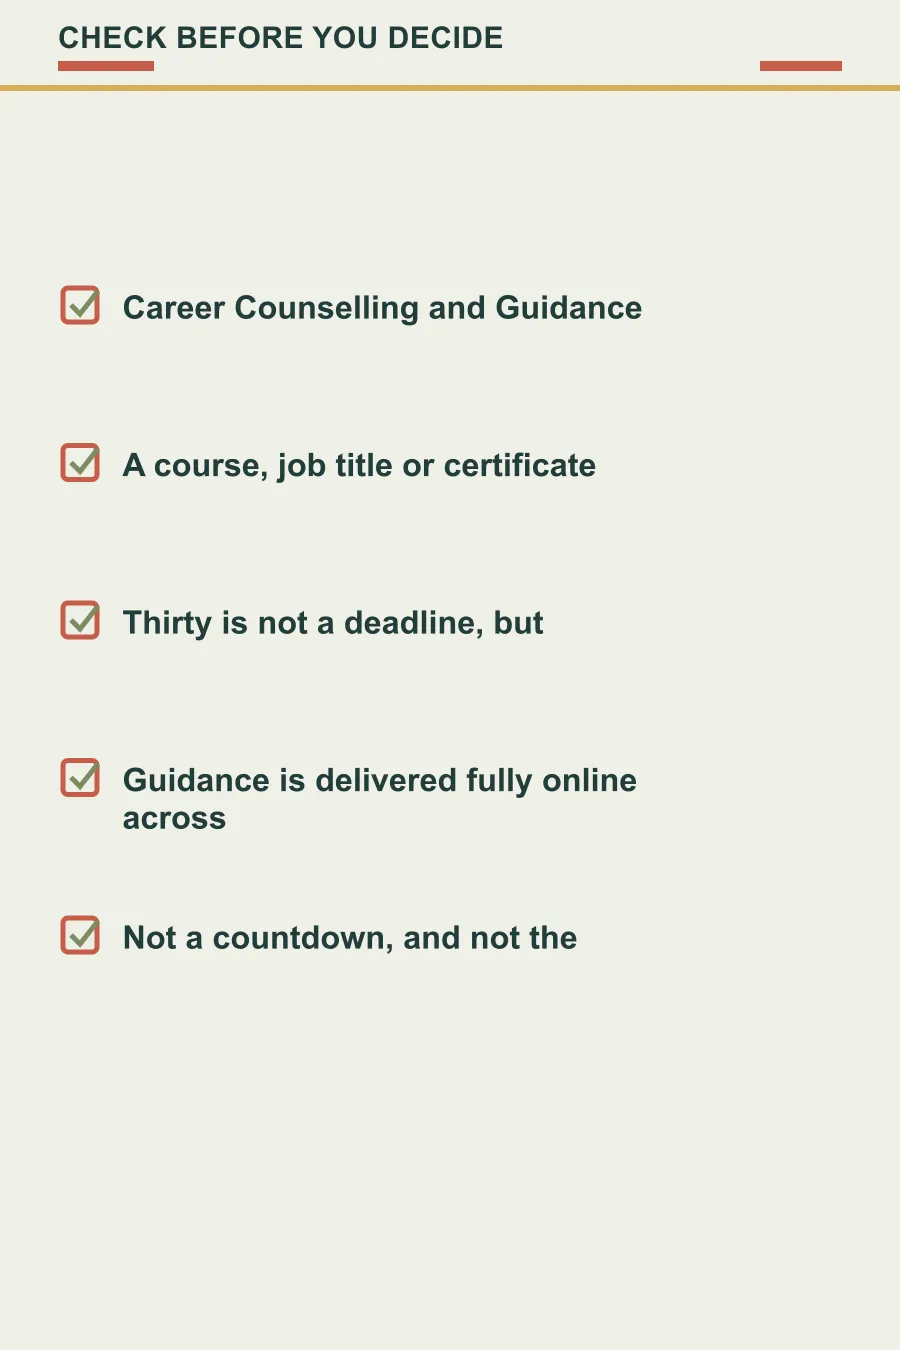 CHECK BEFORE YOU DECIDE
Career Counselling and Guidance
A course, job title or certificate
Thirty is not a deadline, but
Guidance is delivered fully online
across
Not a countdown, and not the